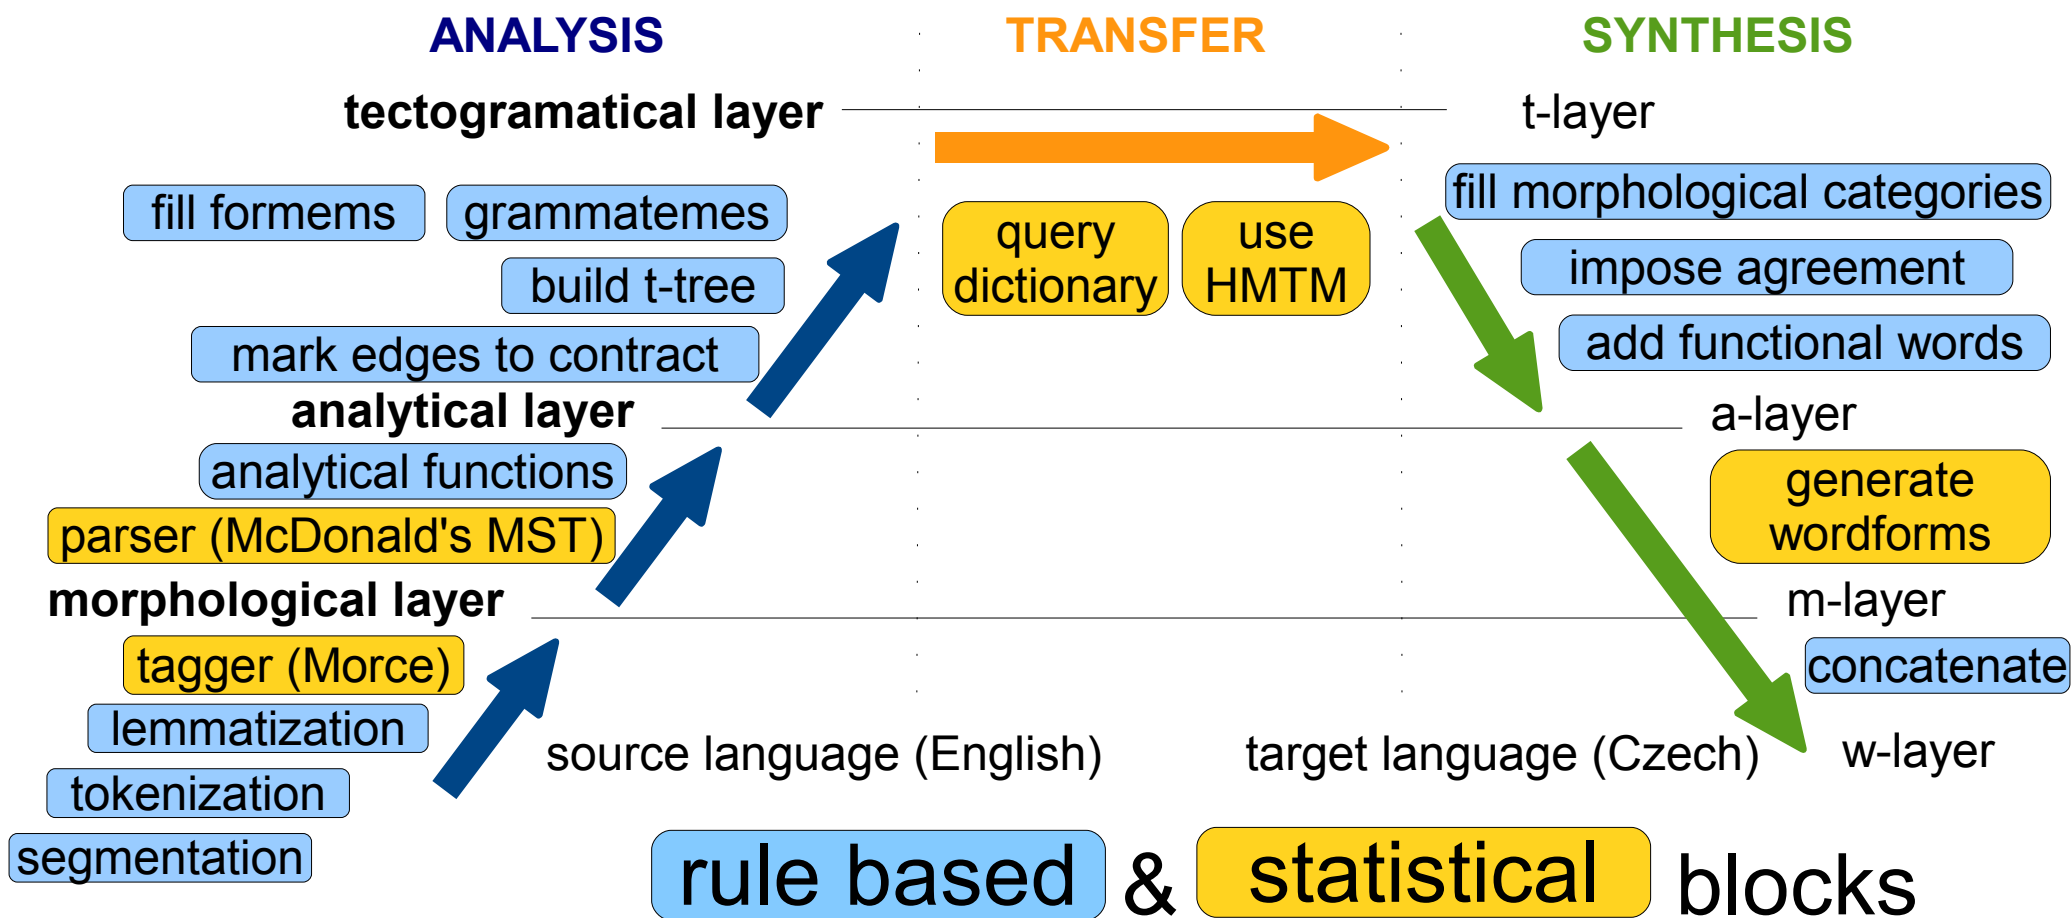 ANALYSIS
TRANSFER
SYNTHESIS
tectogramatical layer
t-layer
fill formems
grammatemes
build t-tree
mark edges to contract
query
dictionary
use
HMTM
fill morphological categories
impose agreement
add functional words
analytical layer
a-layer
analytical functions
parser (McDonald's MST)
generate
wordforms
morphological layer
m-layer
tagger (Morce)
lemmatization
tokenization
segmentation
concatenate
source language (English)
target language (Czech)
w-layer
rule based & statistical blocks